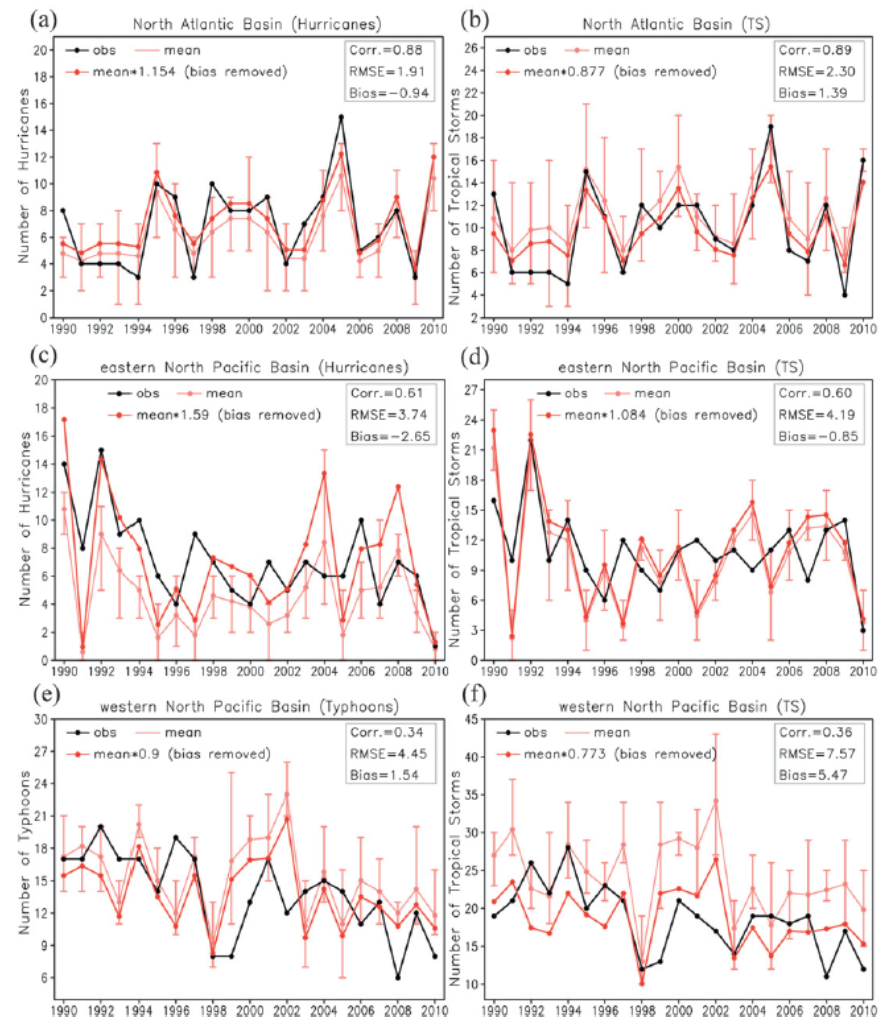 (a)
North Atlantic Basin (Hurricanes)
obs
mean
mean*1.154 (bias removed)
Corr.=0.88
RMSE=1.91
Bias=-0.94
Number of Hurricanes
20
18
16
14
12
10
8
6
4
2
0
1990 1992 1994 1996 1998 2000 2002 2004 2006 2008 2010
(b)
North Atlantic Basin (TS)
obs
mean
mean*0.877 (bias removed)
Corr.=0.89
RMSE=2.30
Bias=1.39
Number of Tropical Storms
26
24
22
20
18
16
14
12
10
8
6
4
2
1990 1992 1994 1996 1998 2000 2002 2004 2006 2008 2010
(c)
eastern North Pacific Basin (Hurricanes)
obs
mean
mean*1.59 (bias removed)
Corr.=0.61
RMSE=3.74
Bias=-2.65
Number of Hurricanes
20
18
16
14
12
10
8
6
4
2
0
1990 1992 1994 1996 1998 2000 2002 2004 2006 2008 2010
(d)
eastern North Pacific Basin (TS)
obs
mean
mean*1.084 (bias removed)
Corr.=0.60
RMSE=4.19
Bias=-0.85
Number of Tropical Storms
27
24
21
18
15
12
9
6
3
0
1990 1992 1994 1996 1998 2000 2002 2004 2006 2008 2010
(e)
western North Pacific Basin (Typhoons)
obs
mean
mean*0.9 (bias removed)
Corr.=0.34
RMSE=4.45
Bias=1.54
Number of Typhoons
30
27
24
21
18
15
12
9
6
1990 1992 1994 1996 1998 2000 2002 2004 2006 2008 2010
(f)
western North Pacific Basin (TS)
obs
mean
mean*0.773 (bias removed)
Corr.=0.36
RMSE=7.57
Bias=5.47
Number of Tropical Storms
45
40
35
30
25
20
15
10
1990 1992 1994 1996 1998 2000 2002 2004 2006 2008 2010